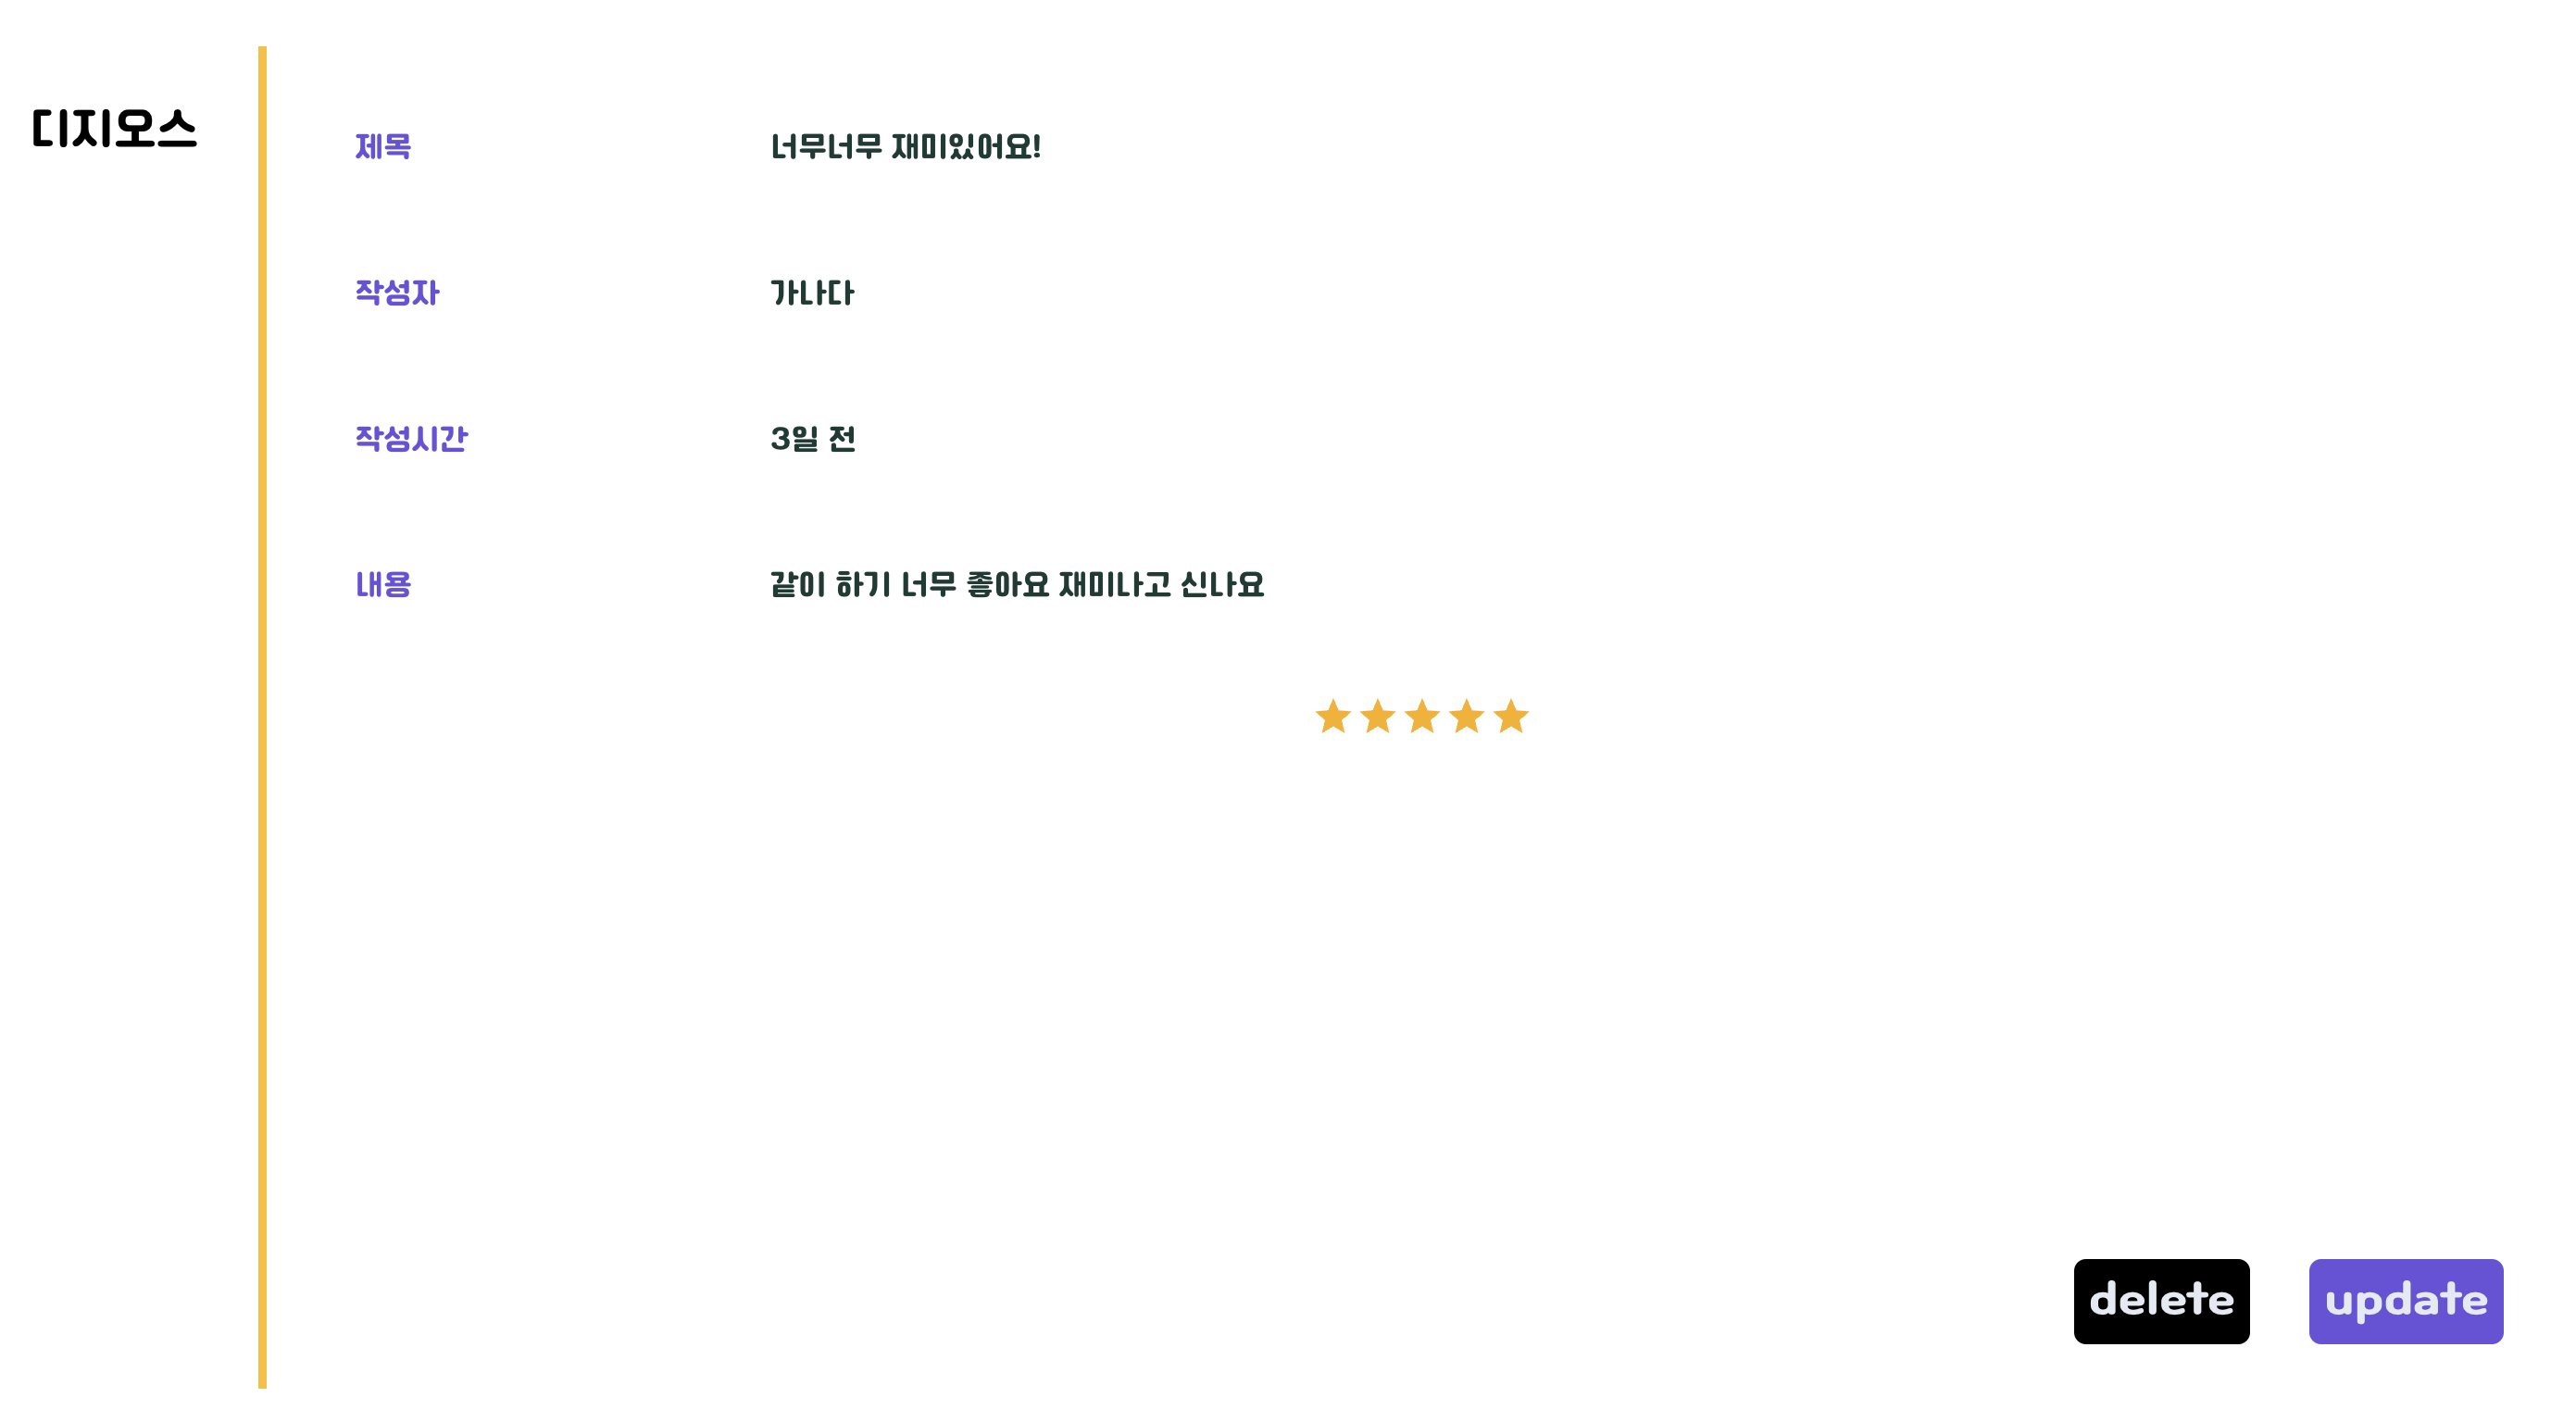 디지오스
제목 너무너무 재미있어요!
작성자 가나다
작성시간 3일 전
내용 같이 하기 너무 좋아요 재미나고 신나요
delete update